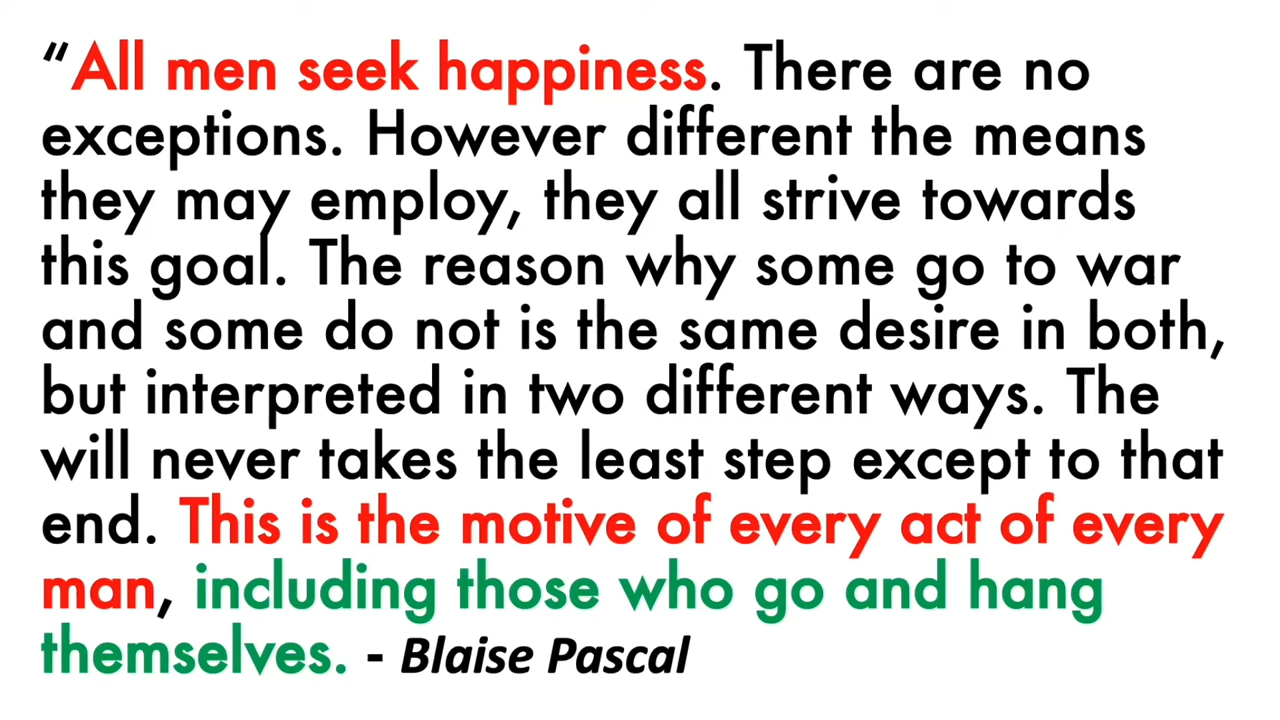 “All men seek happiness. There are no
exceptions. However different the means
they may employ, they all strive towards
this goal. The reason why some go to war
and some do not is the same desire in both,
but interpreted in two different ways. The
will never takes the least step except to that
end. This is the motive of every act of every
man, including those who go and hang
themselves. - Blaise Pascal